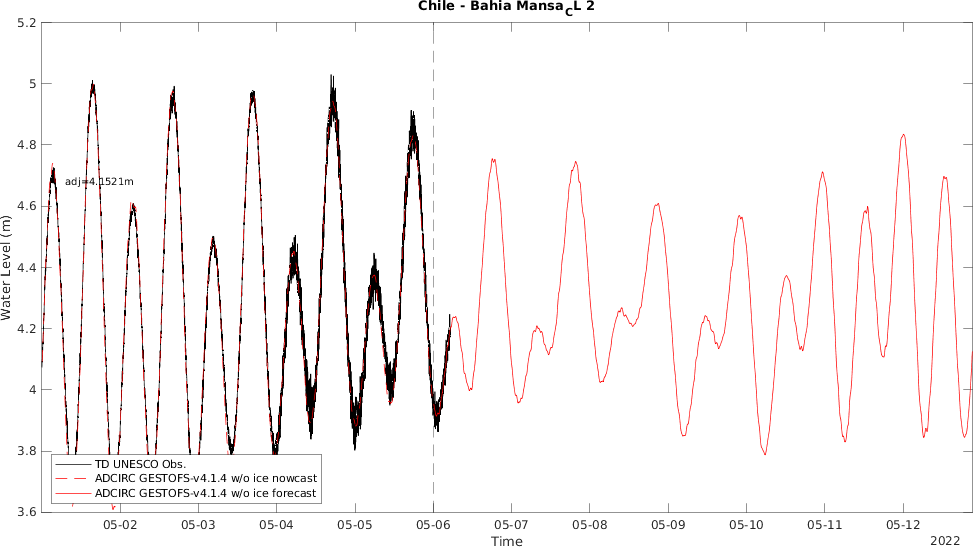 Chile - Bahia MansaCL 2
5.2
5
4.8
4.6
4.4
4.2
4
3.8
3.6
Water Level (m)
adj=4.1521m
TD UNESCO Obs.
ADCIRC GESTOFS-v4.1.4 w/o ice nowcast
ADCIRC GESTOFS-v4.1.4 w/o ice forecast
05-02 05-03 05-04 05-05 05-06 05-07 05-08 05-09 05-10 05-11 05-12
Time
2022